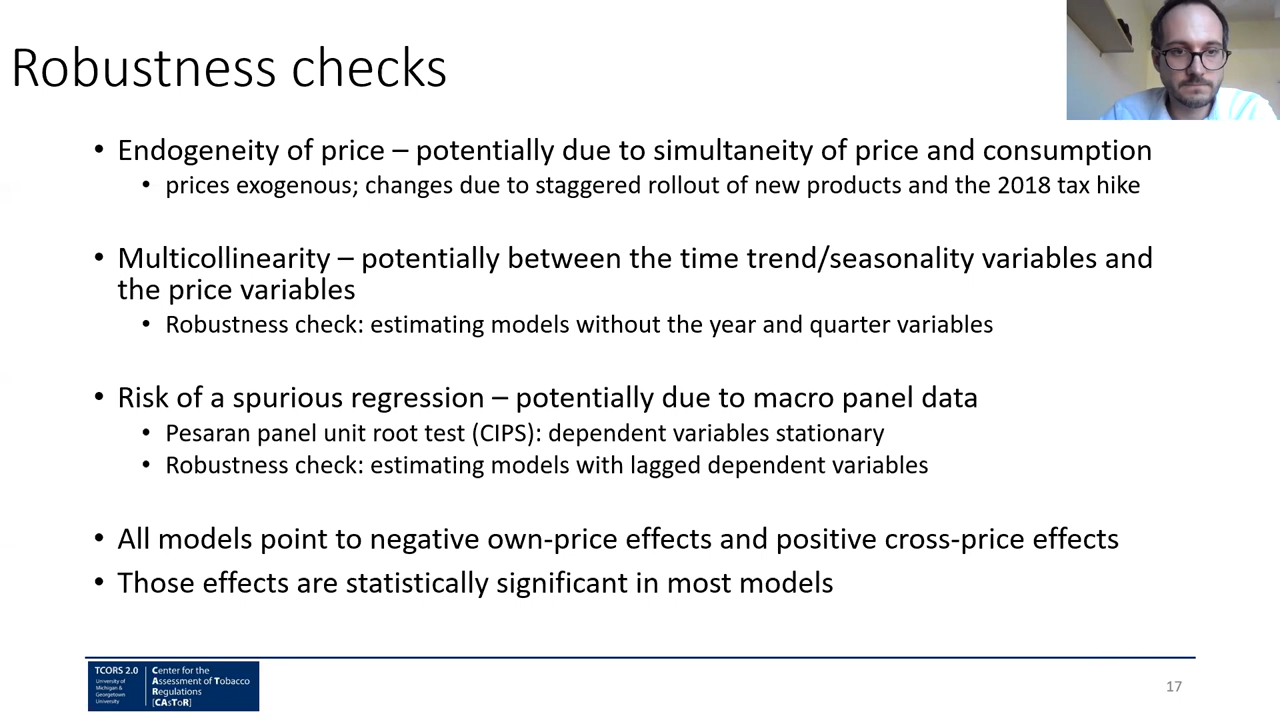 Robustness checks
• Endogeneity of price – potentially due to simultaneity of price and consumption
• prices exogenous; changes due to staggered rollout of new products and the 2018 tax hike
• Multicollinearity – potentially between the time trend/seasonality variables and
the price variables
• Robustness check: estimating models without the year and quarter variables
• Risk of a spurious regression – potentially due to macro panel data
• Pesaran panel unit root test (CIPS): dependent variables stationary
• Robustness check: estimating models with lagged dependent variables
• All models point to negative own-price effects and positive cross-price effects
• Those effects are statistically significant in most models
TCORS 2.0
University of
Michigan &
Georgetown
University
Center for the
Assessment of Tobacco
Regulations
[CAsToR]
17